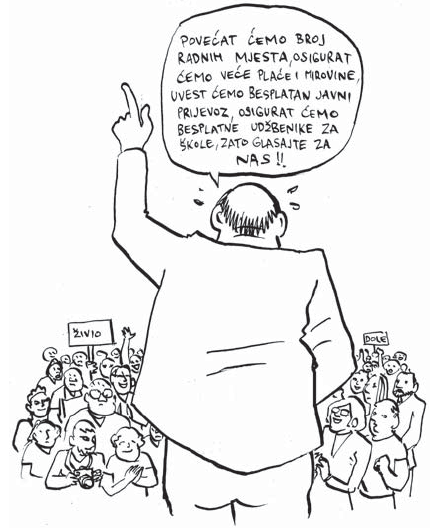 POVEĆAT ĆEMO BROJ
RADNIH MJESTA, OSIGURAT
ĆEMO VEĆE PLAĆE I MIROVINE,
UVEST ĆEMO BESPLATAN JAVNI
PRIJEVOZ, OSIGURAT ĆEMO
BESPLATNE UDŽBENIKE ZA
ŠKOLE, ZATO GLASAJTE ZA
NAS!!
ŽIVIO
DOLE